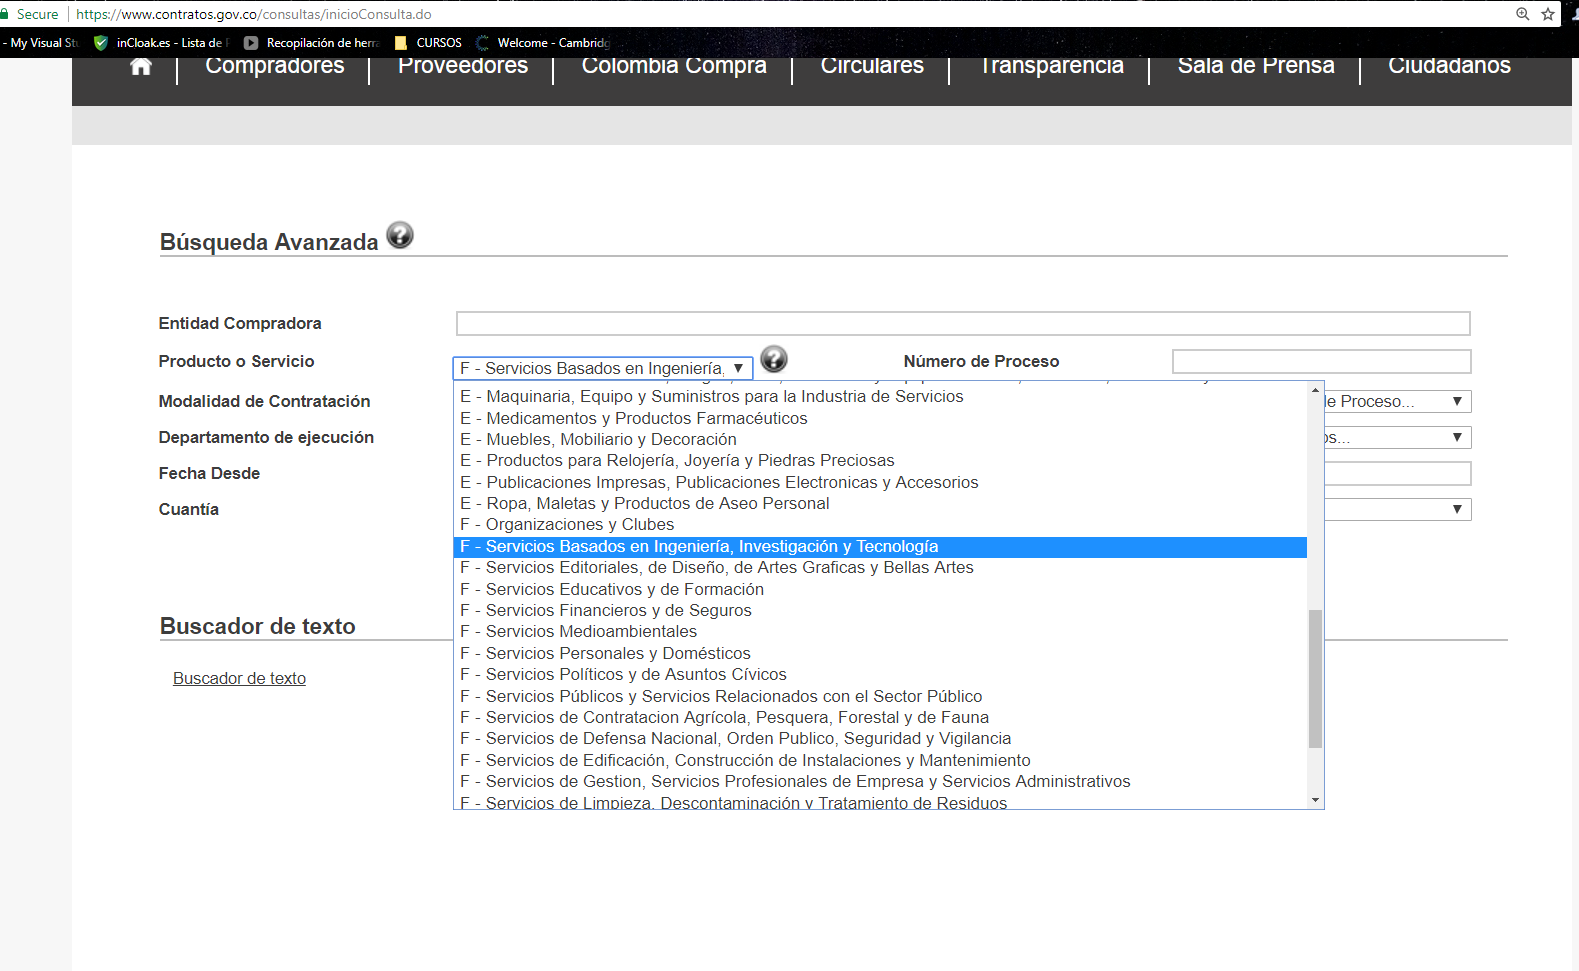 Secure https://www.contratos.gov.co/consultas/inicioConsulta.do
- My Visual Stu inCloak.es - Lista de P Recopilación de herra CURSOS Welcome - Cambridg
Compradores Proveedores Colombia Compra Circulares Transparencia Sala de Prensa Ciudadanos
Búsqueda Avanzada ?
Entidad Compradora
Producto o Servicio F - Servicios Basados en Ingeniería, ? Número de Proceso
E - Maquinaria, Equipo y Suministros para la Industria de Servicios
Modalidad de Contratación de Proceso...
E - Medicamentos y Productos Farmacéuticos
Departamento de ejecución os...
E - Muebles, Mobiliario y Decoración
E - Productos para Relojería, Joyería y Piedras Preciosas
Fecha Desde
E - Publicaciones Impresas, Publicaciones Electronicas y Accesorios
E - Ropa, Maletas y Productos de Aseo Personal
Cuantía
F - Organizaciones y Clubes
F - Servicios Basados en Ingeniería, Investigación y Tecnología
F - Servicios Editoriales, de Diseño, de Artes Graficas y Bellas Artes
F - Servicios Educativos y de Formación
F - Servicios Financieros y de Seguros
F - Servicios Medioambientales
F - Servicios Personales y Domésticos
F - Servicios Políticos y de Asuntos Cívicos
F - Servicios Públicos y Servicios Relacionados con el Sector Público
F - Servicios de Contratacion Agrícola, Pesquera, Forestal y de Fauna
F - Servicios de Defensa Nacional, Orden Publico, Seguridad y Vigilancia
F - Servicios de Edificación, Construcción de Instalaciones y Mantenimiento
F - Servicios de Gestion, Servicios Profesionales de Empresa y Servicios Administrativos
F - Servicios de Limpieza, Descontaminación y Tratamiento de Residuos
Buscador de texto
Buscador de texto